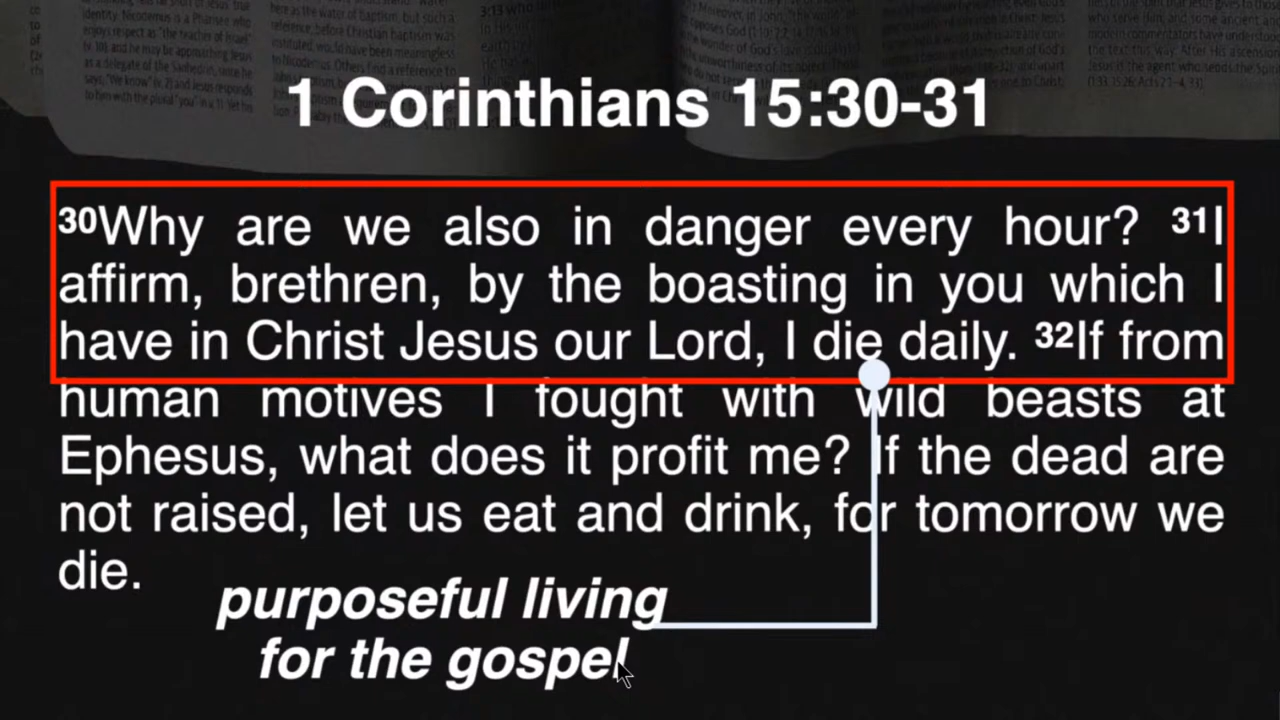 1 Corinthians 15:30-31
30Why are we also in danger every hour? 31I
affirm, brethren, by the boasting in you which I
have in Christ Jesus our Lord, I die daily. 32If from
human motives I fought with wild beasts at
Ephesus, what does it profit me? If the dead are
not raised, let us eat and drink, for tomorrow we
die.
purposeful living
for the gospel